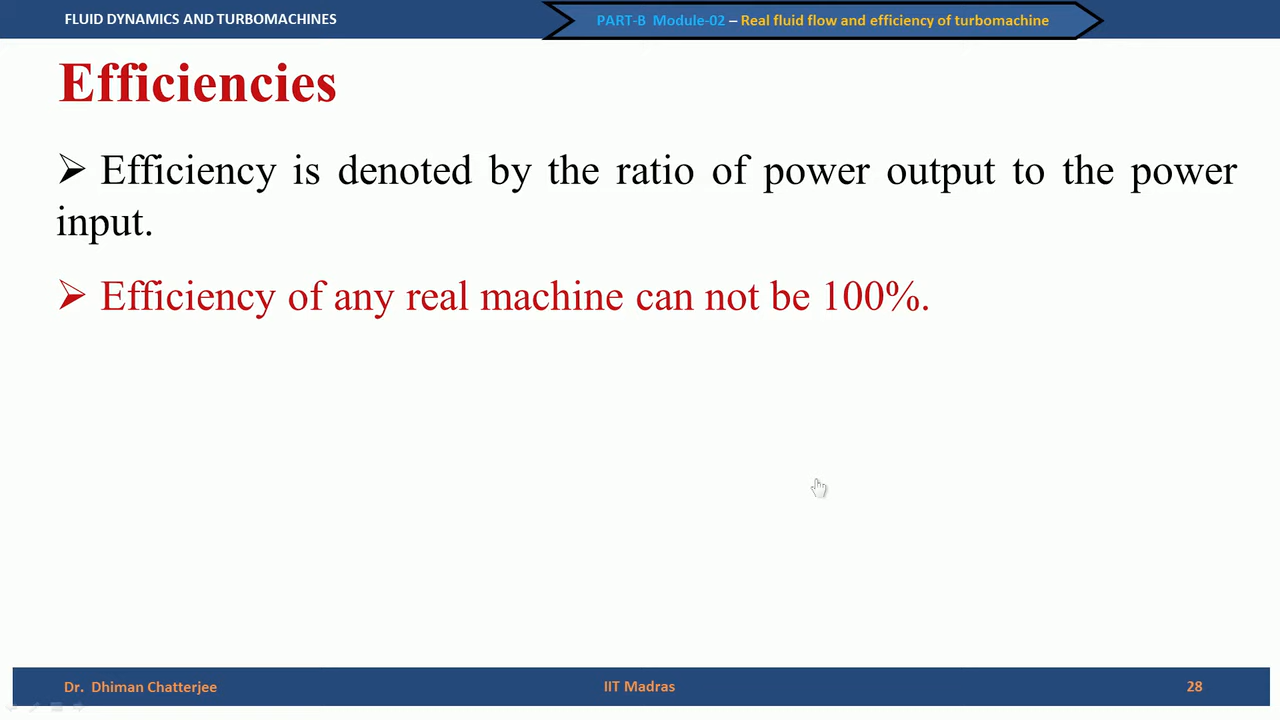 FLUID DYNAMICS AND TURBOMACHINES
PART-B Module-02 – Real fluid flow and efficiency of turbomachine
Efficiencies
➢ Efficiency is denoted by the ratio of power output to the power
input.
➢ Efficiency of any real machine can not be 100%.
Dr. Dhiman Chatterjee
IIT Madras
28